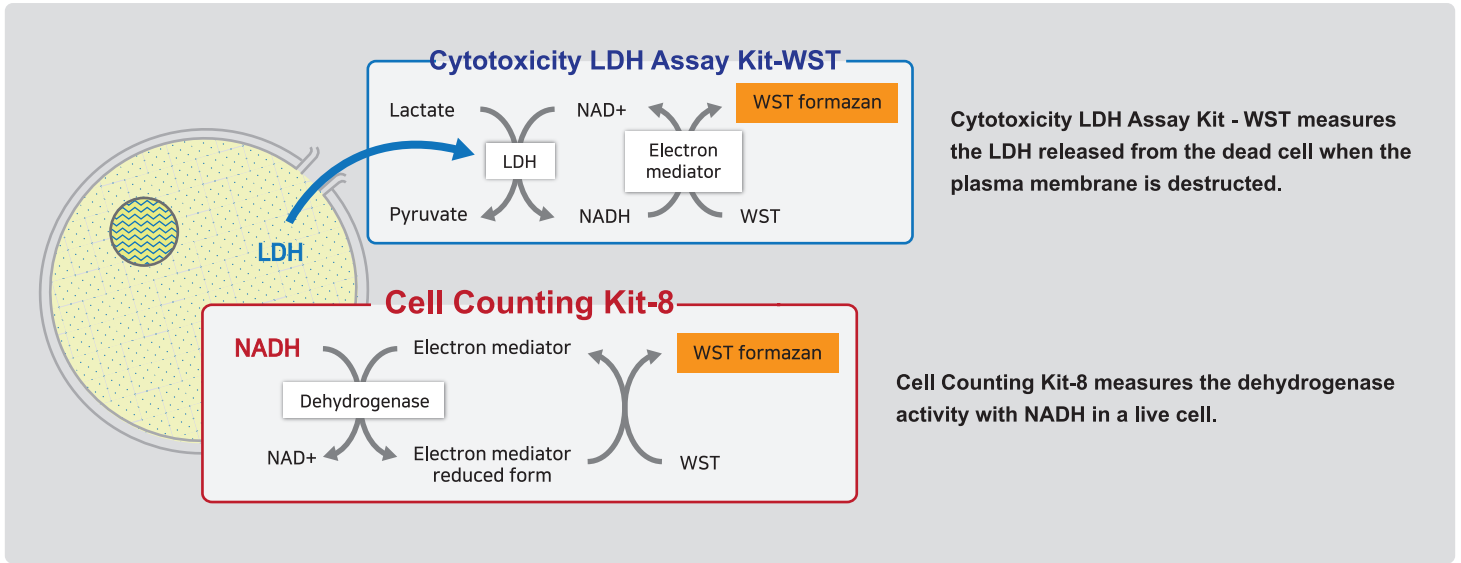 Cytotoxicity LDH Assay Kit-WST
Lactate
NAD+
WST formazan
LDH
Electron
mediator
Pyruvate
NADH
WST
LDH
Cytotoxicity LDH Assay Kit - WST measures
the LDH released from the dead cell when the
plasma membrane is destructed.
Cell Counting Kit-8
NADH
Electron mediator
WST formazan
Dehydrogenase
NAD+
Electron mediator
reduced form
WST
Cell Counting Kit-8 measures the dehydrogenase
activity with NADH in a live cell.